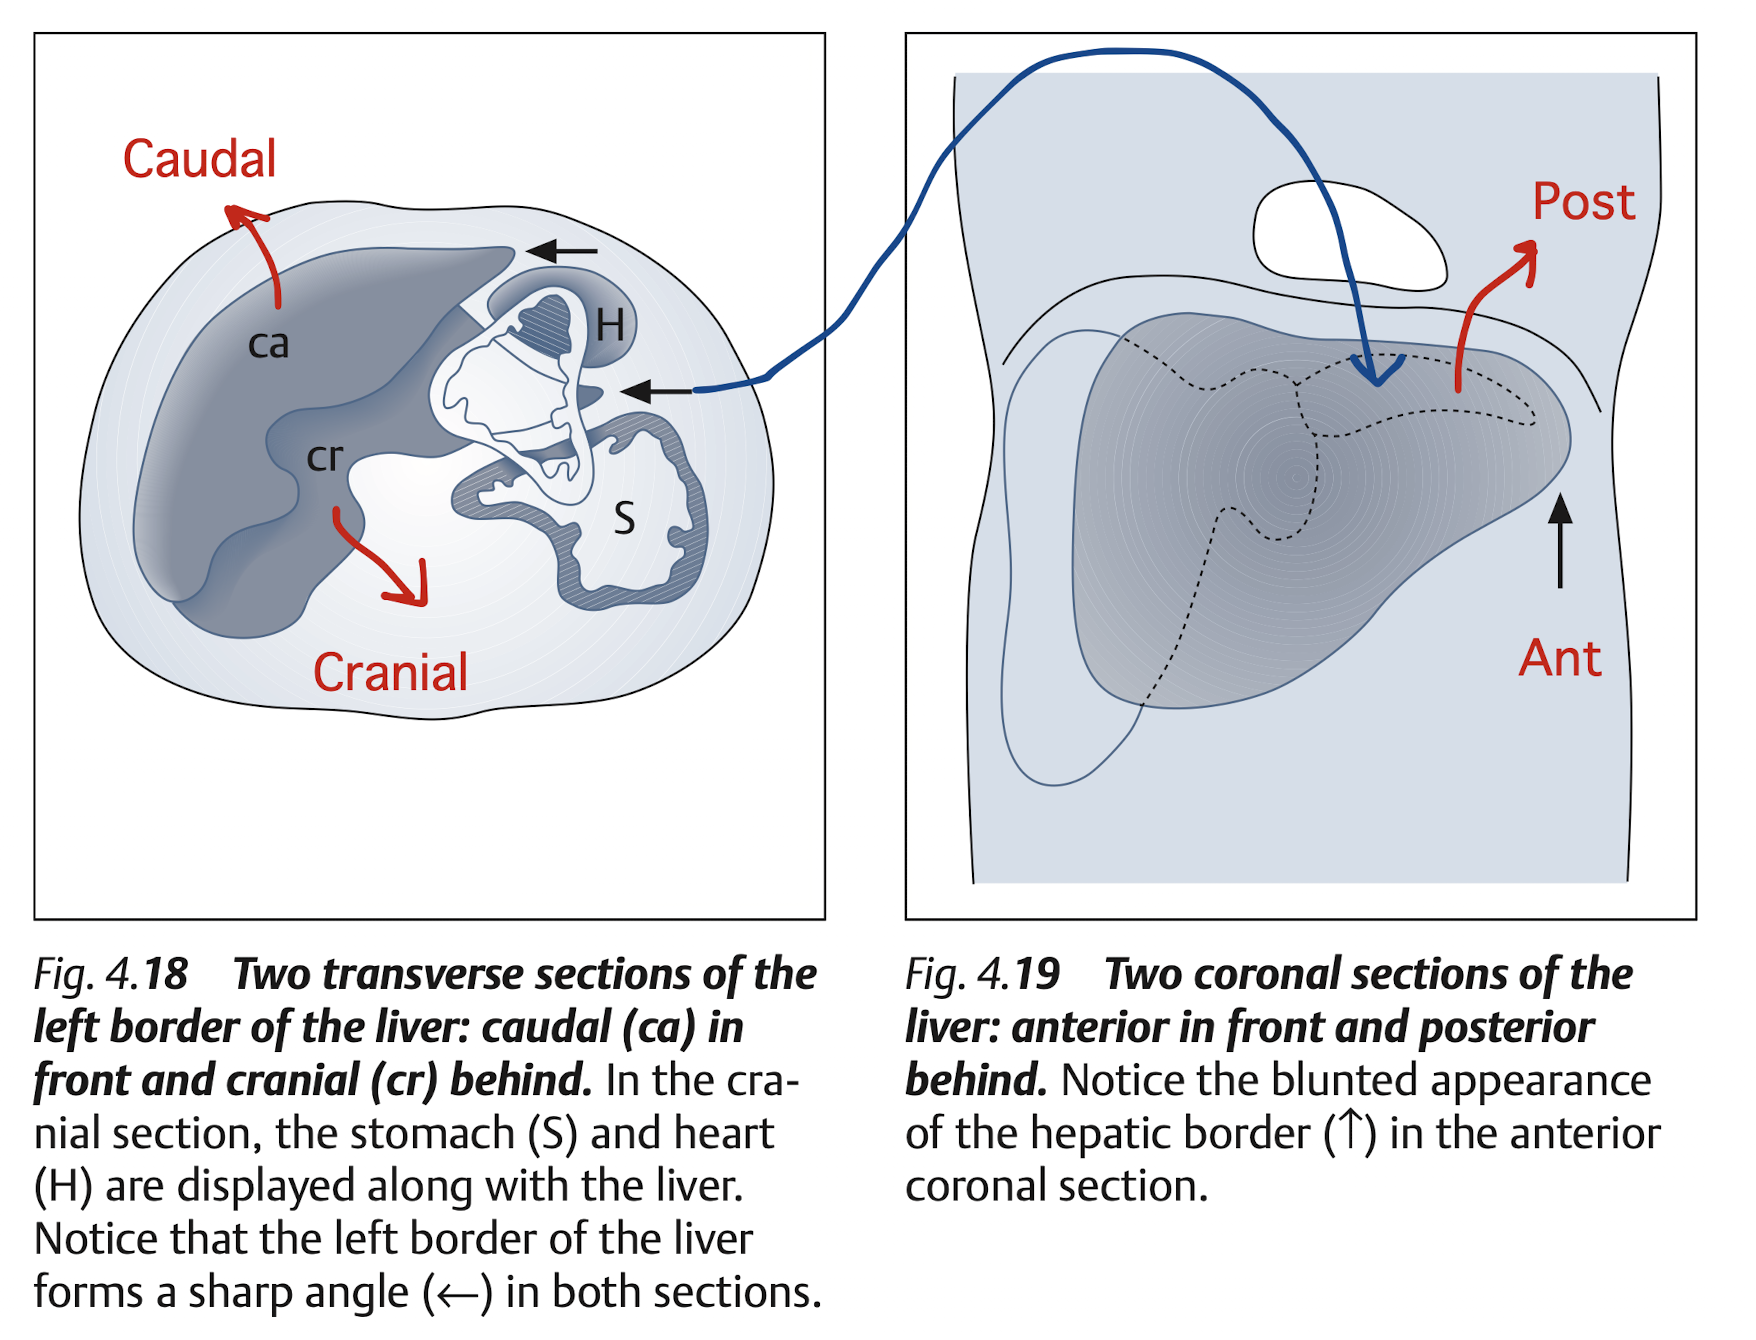 Caudal
ca
H
cr
S
Cranial
Post
Ant
Fig. 4.18 Two transverse sections of the
left border of the liver: caudal (ca) in
front and cranial (cr) behind. In the cra-
nial section, the stomach (S) and heart
(H) are displayed along with the liver.
Notice that the left border of the liver
forms a sharp angle (←) in both sections.
Fig. 4.19 Two coronal sections of the
liver: anterior in front and posterior
behind. Notice the blunted appearance
of the hepatic border (↑) in the anterior
coronal section.